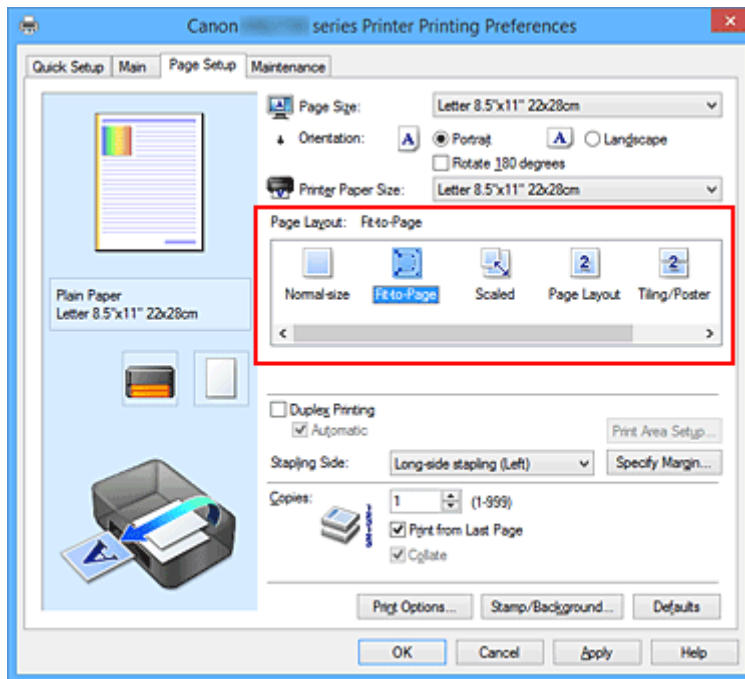 Canon series Printer Printing Preferences
Quick Setup Main Page Setup Maintenance
Page Size: Letter 8.5"x11" 22x28cm
Orientation: A Portrait A Landscape
Rotate 180 degrees
Printer Paper Size: Letter 8.5"x11" 22x28cm
Page Layout: Fit-to-Page
2 2
Normal-size Fit-to-Page Scaled Page Layout Tiling/Poster
Plain Paper
Letter 8.5"x11" 22x28cm
Duplex Printing
Automatic
Print Area Setup...
Stapling Side: Long-side stapling (Left) Specify Margin...
Copies: 1 (1-999)
Print from Last Page
Collate
A
Print Options... Stamp/Background... Defaults
OK Cancel Apply Help